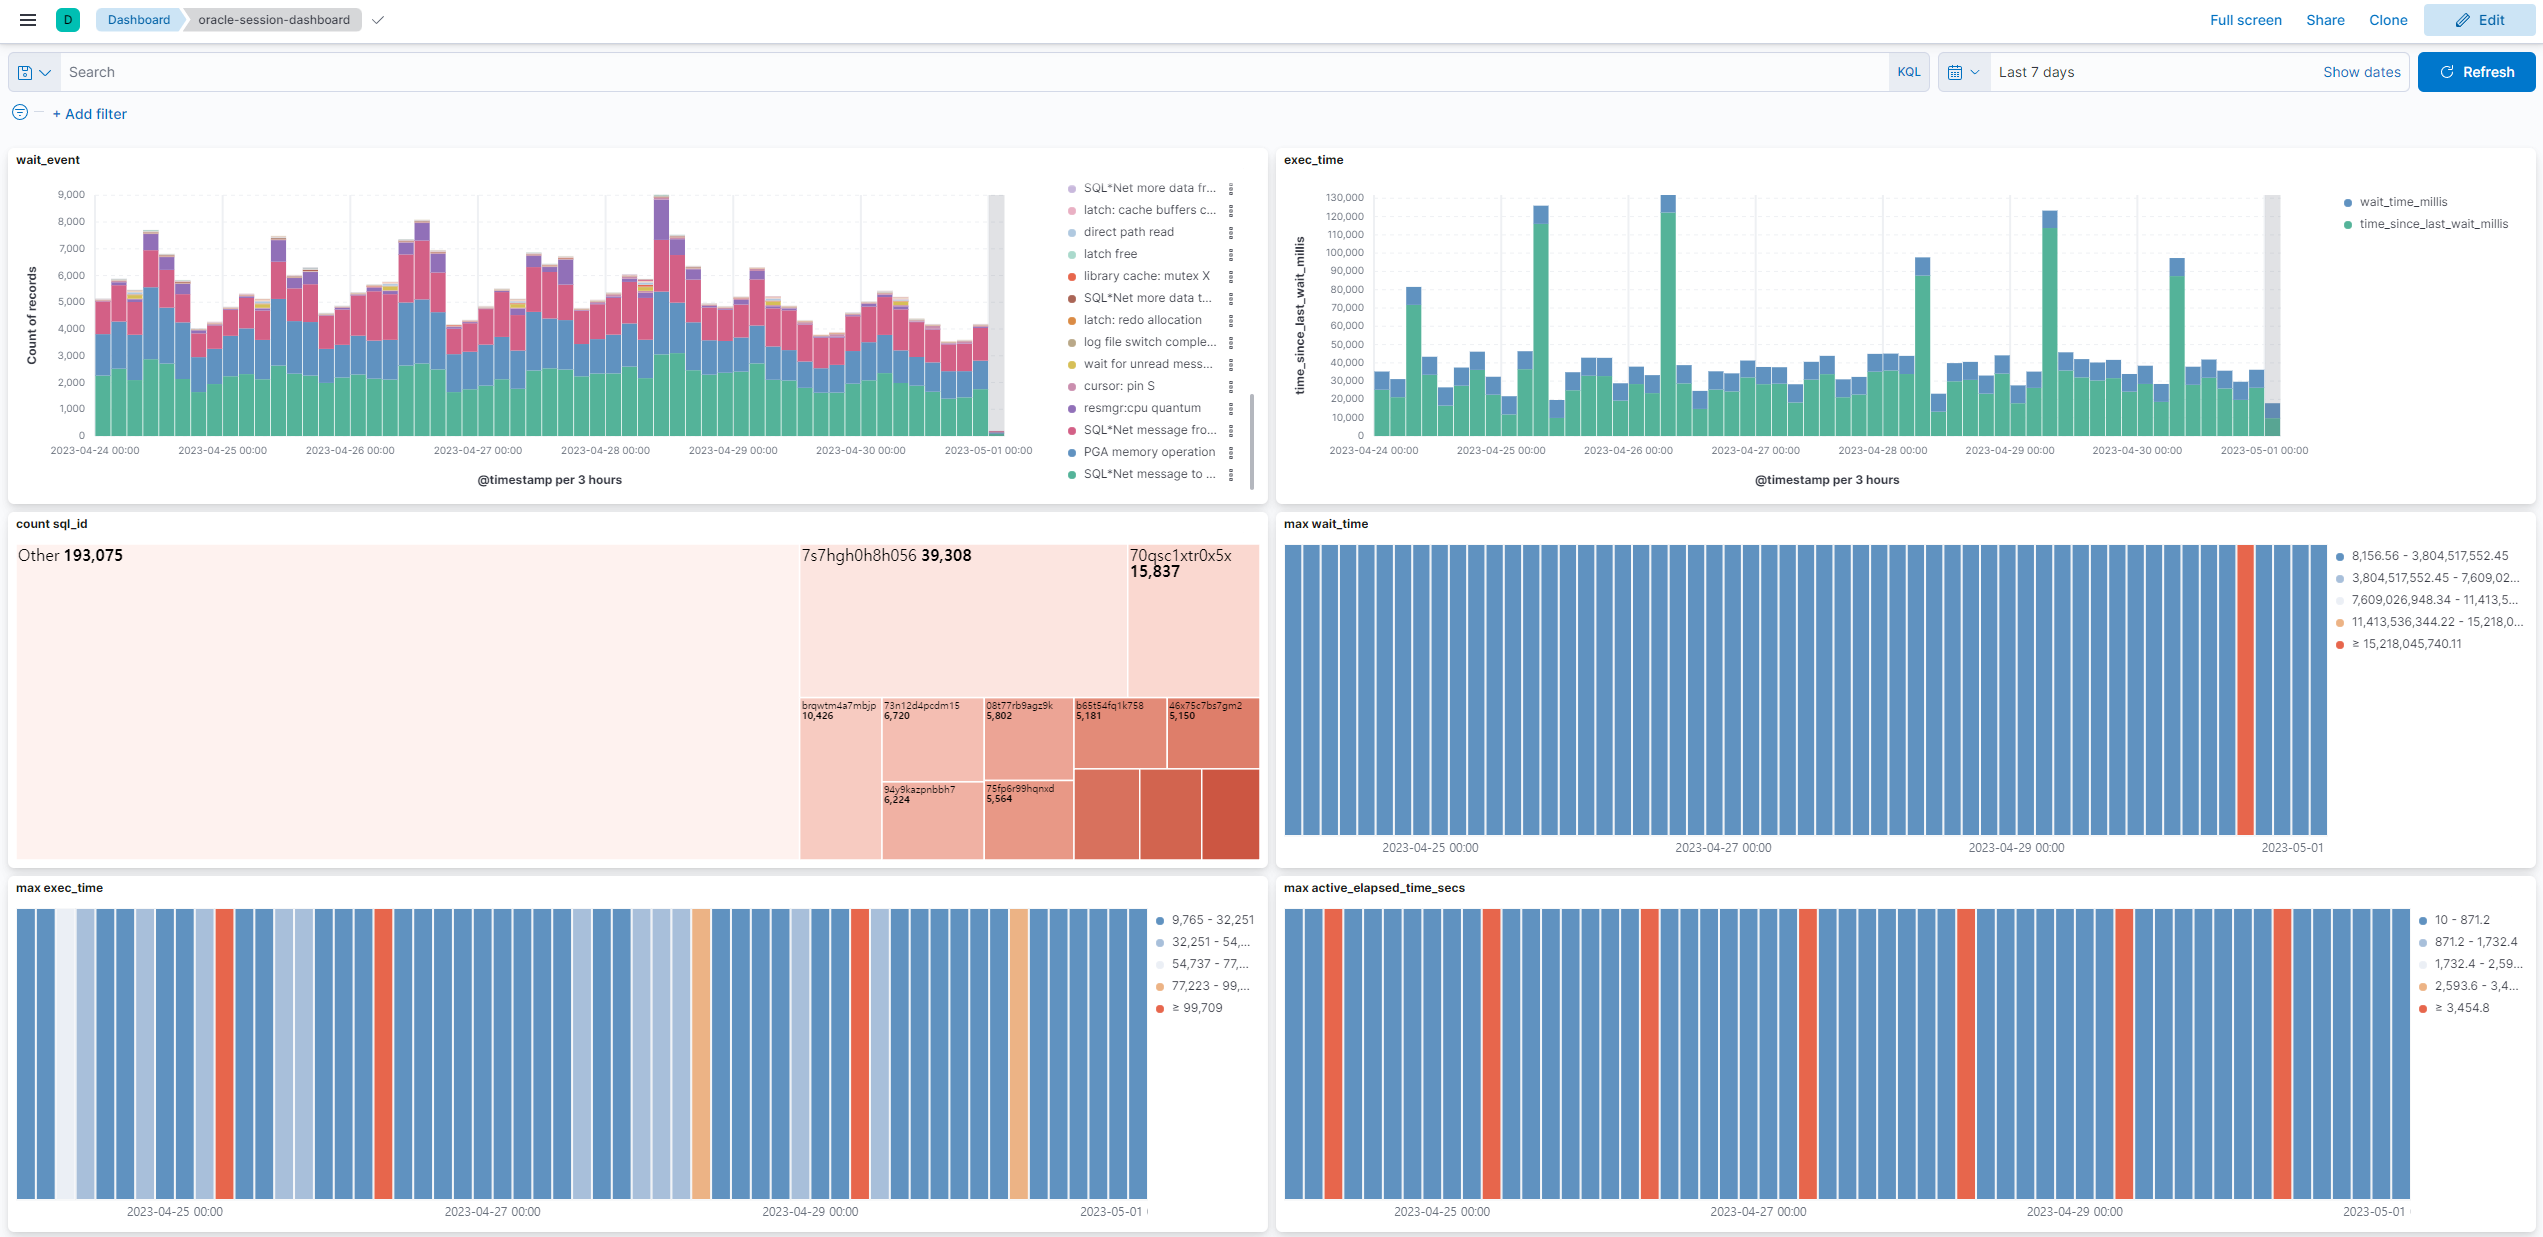 D Dashboard oracle-session-dashboard Full screen Share Clone Edit
Search KQL Last 7 days Show dates Refresh
+ Add filter
wait_event
9,000
8,000
7,000
6,000
5,000
4,000
3,000
2,000
1,000
0
Count of records
2023-04-24 00:00 2023-04-25 00:00 2023-04-26 00:00 2023-04-27 00:00 2023-04-28 00:00 2023-04-29 00:00 2023-04-30 00:00 2023-05-01 00:00
@timestamp per 3 hours
SQL*Net more data fr...
latch: cache buffers c...
direct path read
latch free
library cache: mutex X
SQL*Net more data t...
latch: redo allocation
log file switch comple...
wait for unread mess...
cursor: pin S
resmgr:cpu quantum
SQL*Net message fro...
PGA memory operation
SQL*Net message to ...
exec_time
130,000
120,000
110,000
100,000
90,000
80,000
70,000
60,000
50,000
40,000
30,000
20,000
10,000
0
time_since_last_wait_millis
2023-04-24 00:00 2023-04-25 00:00 2023-04-26 00:00 2023-04-27 00:00 2023-04-28 00:00 2023-04-29 00:00 2023-04-30 00:00 2023-05-01 00:00
@timestamp per 3 hours
wait_time_millis
time_since_last_wait_millis
count sql_id
Other 193,075
7s7hgh0h8h056 39,308
70qsc1xtr0x5x
15,837
brqwtm4a7mbjp
10,426
73n12d4pcdm15
6,720
08t77rb9agz9k
5,802
b65t54fq1k758
5,181
46x75c7bs7gm2
5,150
94y9kazpnbbh7
6,224
75fp6r99hqnxd
5,564
max wait_time
2023-04-25 00:00 2023-04-27 00:00 2023-04-29 00:00 2023-05-01
8,156.56 - 3,804,517,552.45
3,804,517,552.45 - 7,609,02...
7,609,026,948.34 - 11,413,5...
11,413,536,344.22 - 15,218,0...
≥ 15,218,045,740.11
max exec_time
2023-04-25 00:00 2023-04-27 00:00 2023-04-29 00:00 2023-05-01
9,765 - 32,251
32,251 - 54,...
54,737 - 77,...
77,223 - 99,...
≥ 99,709
max active_elapsed_time_secs
2023-04-25 00:00 2023-04-27 00:00 2023-04-29 00:00 2023-05-01
10 - 871.2
871.2 - 1,732.4
1,732.4 - 2,59...
2,593.6 - 3,4...
≥ 3,454.8